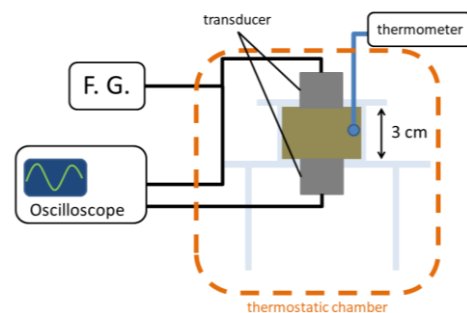 transducer
thermometer
F. G.
3 cm
Oscilloscope
thermostatic chamber